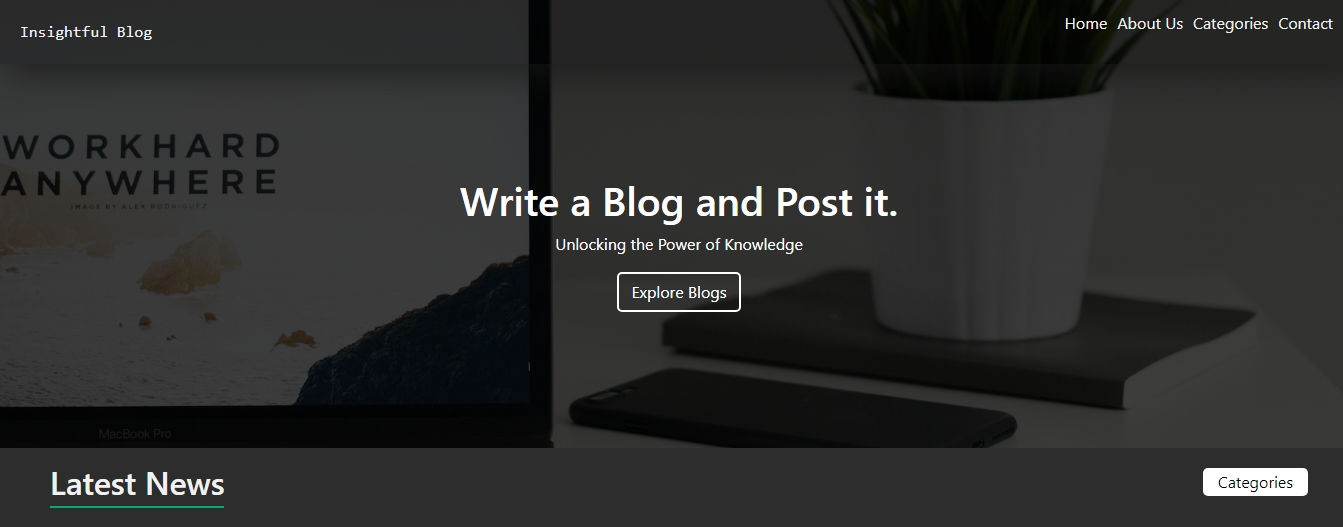 Insightful Blog
Home About Us Categories Contact
WORKHARD
ANYWHERE
IMAGE BY ALEX RODRIGUEZ
Write a Blog and Post it.
Unlocking the Power of Knowledge
Explore Blogs
MacBook Pro
Latest News
Categories